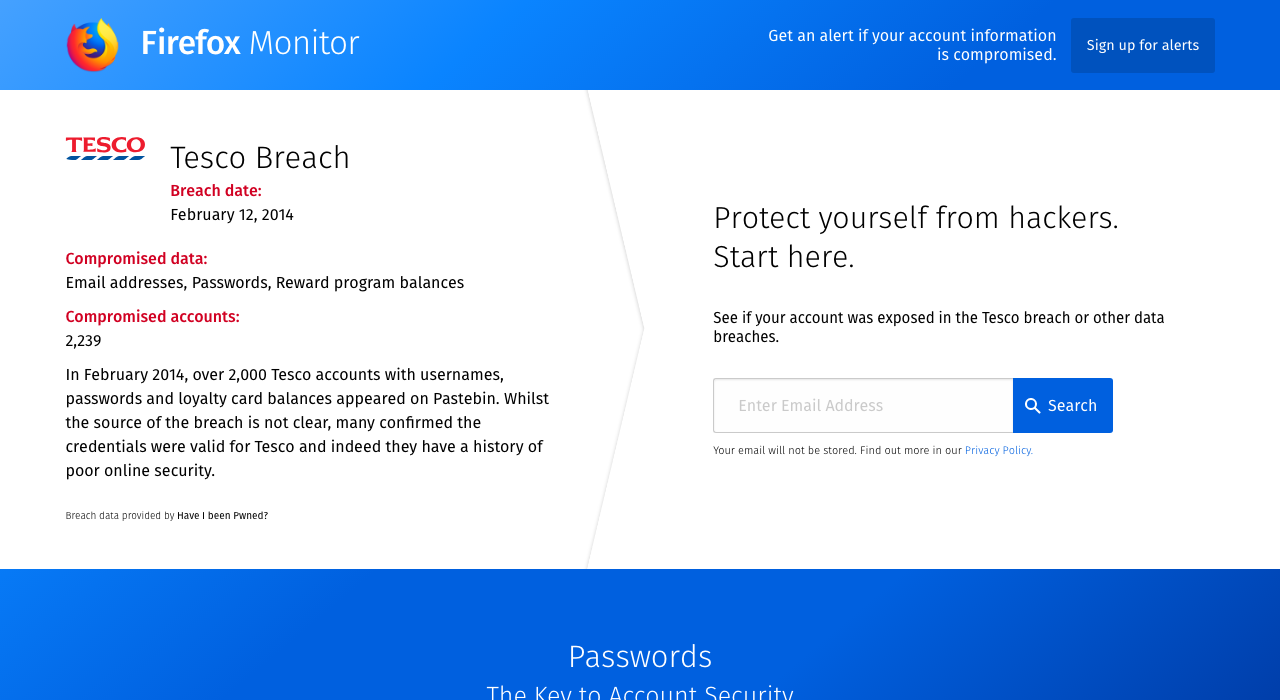 Firefox Monitor
Get an alert if your account information
is compromised.
Sign up for alerts
TESCO
Tesco Breach
Breach date:
February 12, 2014
Compromised data:
Email addresses, Passwords, Reward program balances
Compromised accounts:
2,239
In February 2014, over 2,000 Tesco accounts with usernames,
passwords and loyalty card balances appeared on Pastebin. Whilst
the source of the breach is not clear, many confirmed the
credentials were valid for Tesco and indeed they have a history of
poor online security.
Breach data provided by Have I been Pwned?
Protect yourself from hackers.
Start here.
See if your account was exposed in the Tesco breach or other data
breaches.
Enter Email Address
Search
Your email will not be stored. Find out more in our Privacy Policy.
Passwords
The Key to Account Security